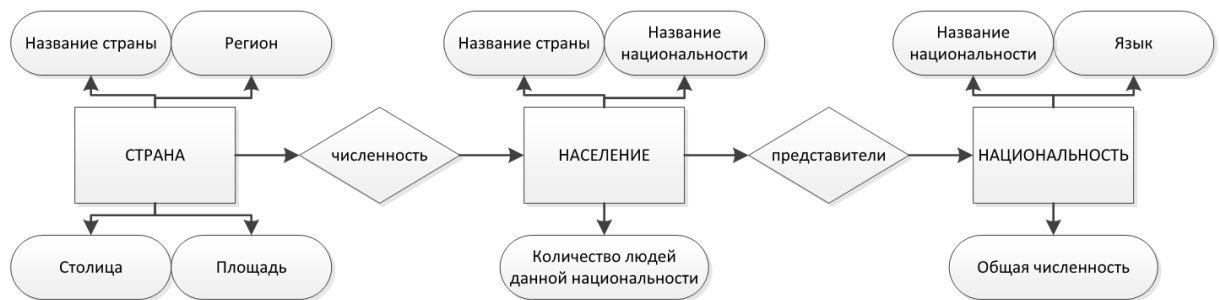 Название страны
Регион
Название страны
Название
национальности
Название
национальности
Язык
СТРАНА
численность
НАСЕЛЕНИЕ
представители
НАЦИОНАЛЬНОСТЬ
Столица
Площадь
Количество людей
данной национальности
Общая численность